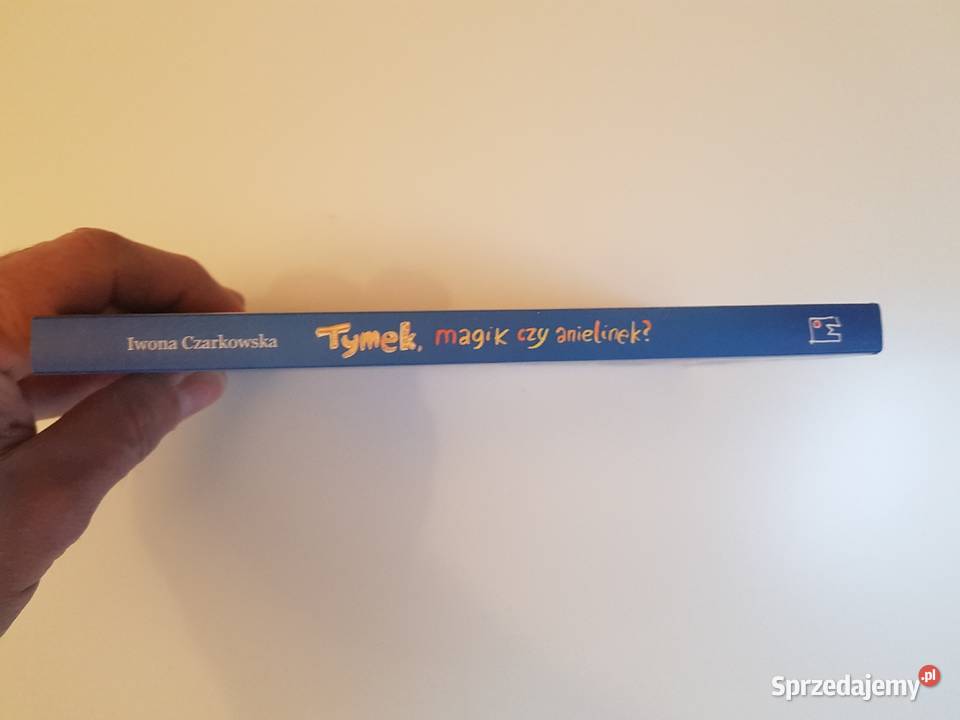 Iwona Czarkowska Tymek, magik czy anielinek?
Sprzedajemy.pl